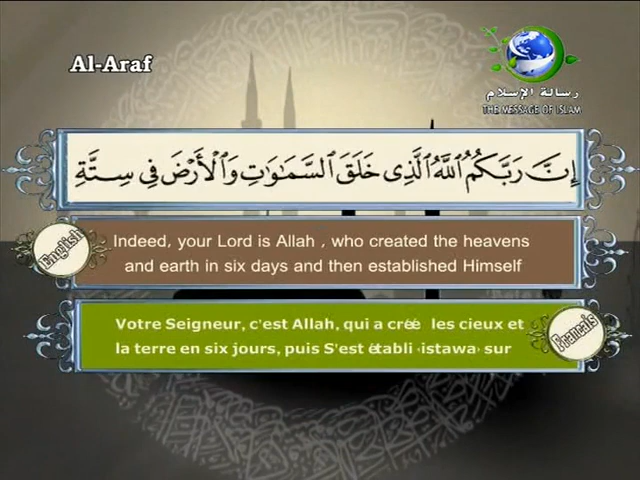 Al-Araf
رسالة الإسلام
THE MESSAGE OF ISLAM
إِنَّ رَبَّكُمُ ٱللَّهُ ٱلَّذِى خَلَقَ ٱلسَّمَـٰوَٰتِ وَٱلْأَرْضَ فِى سِتَّةِ
English
Indeed, your Lord is Allah , who created the heavens
and earth in six days and then established Himself
Votre Seigneur, c'est Allah, qui a créé les cieux et
la terre en six jours, puis S'est établi ‹istawa› sur
Francais